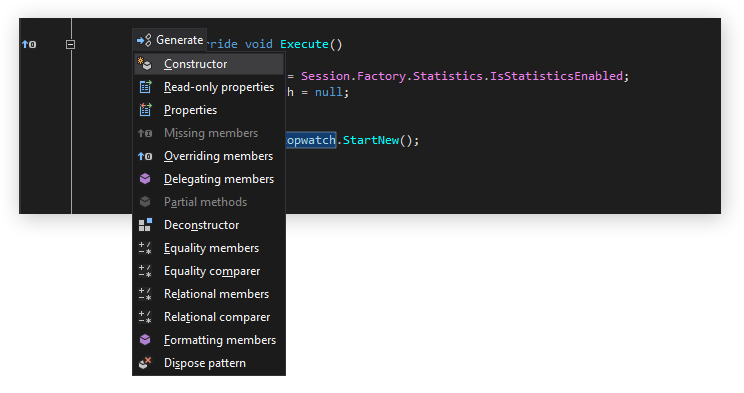 Generate
rride void Execute()
= Session.Factory.Statistics.IsStatisticsEnabled;
h = null;
opwatch.StartNew();
Constructor
Read-only properties
Properties
Missing members
Overriding members
Delegating members
Partial methods
Deconstructor
Equality members
Equality comparer
Relational members
Relational comparer
Formatting members
Dispose pattern